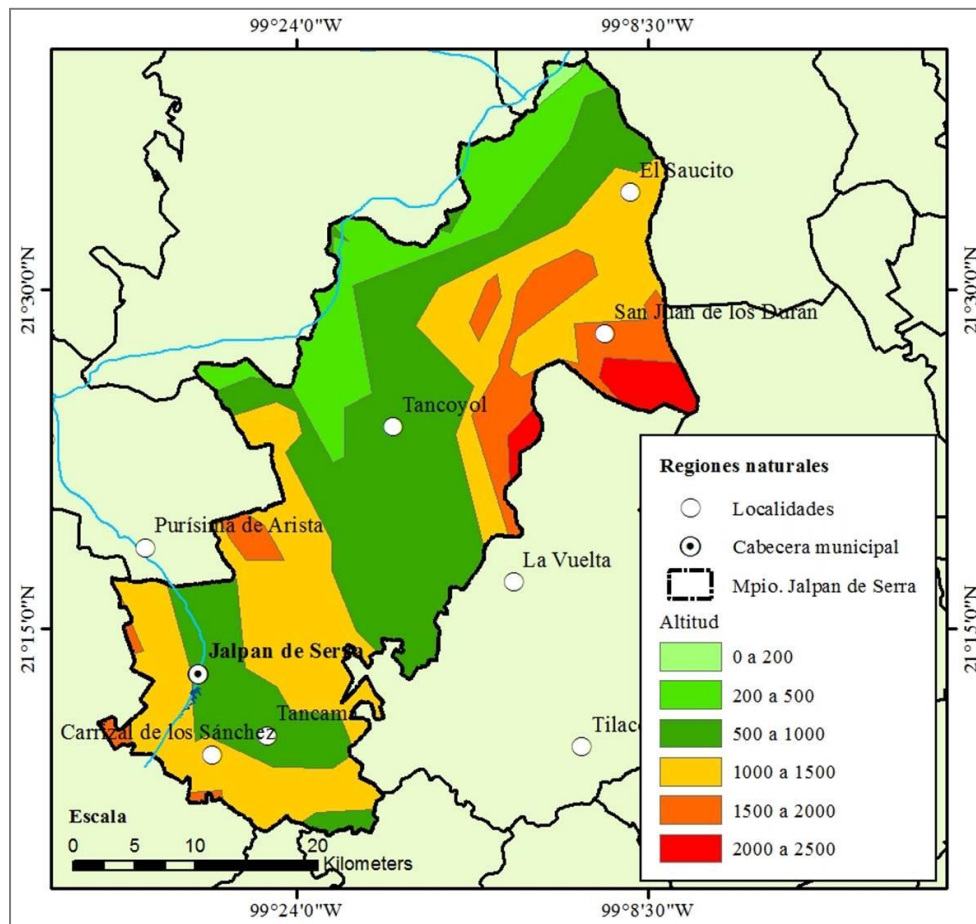 99°24'0"W 99°8'30"W
El Saucito
21°30'0"N 21°30'0"N
San Juan de los Durán
Tancoyol
Regiones naturales
Localidades
Purísima de Arista
Cabecera municipal
La Vuelta
Mpio. Jalpan de Serra
Altitud
21°15'0"N 21°15'0"N
Jalpan de Serra
0 a 200
200 a 500
Tancama
500 a 1000
Carrizal de los Sánchez
Tilaco
1000 a 1500
1500 a 2000
Escala
2000 a 2500
0 5 10 20
Kilometers
99°24'0"W 99°8'30"W